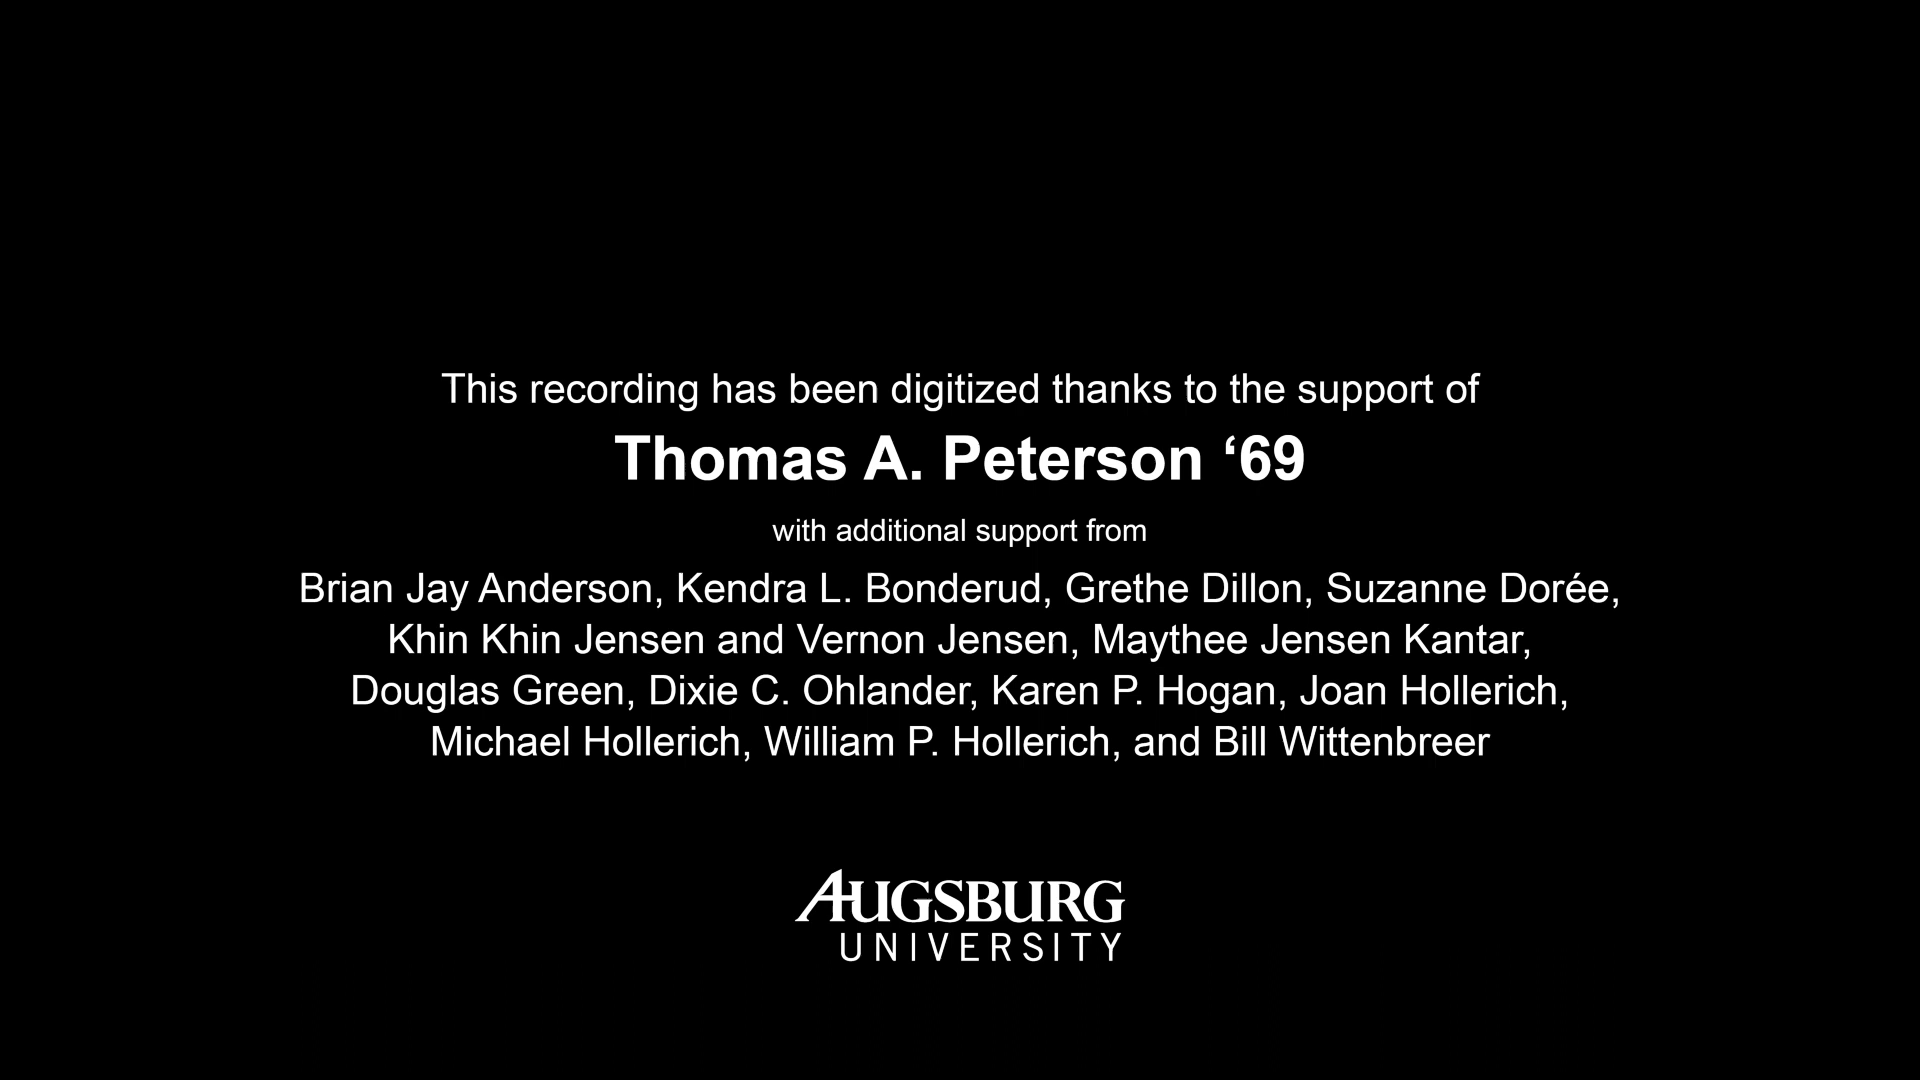 This recording has been digitized thanks to the support of
Thomas A. Peterson ‘69
with additional support from
Brian Jay Anderson, Kendra L. Bonderud, Grethe Dillon, Suzanne Dorée,
Khin Khin Jensen and Vernon Jensen, Maythee Jensen Kantar,
Douglas Green, Dixie C. Ohlander, Karen P. Hogan, Joan Hollerich,
Michael Hollerich, William P. Hollerich, and Bill Wittenbreer
AUGSBURG
UNIVERSITY